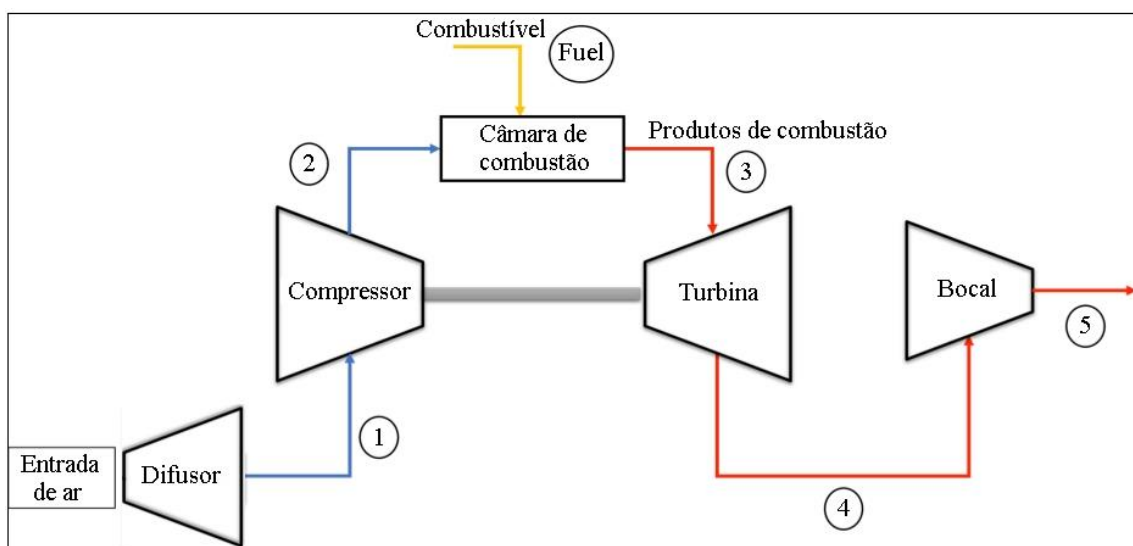 Combustível
Fuel
Câmara de
combustão
Produtos de combustão
2
3
Compressor
Turbina
Bocal
5
1
Entrada
de ar
Difusor
4